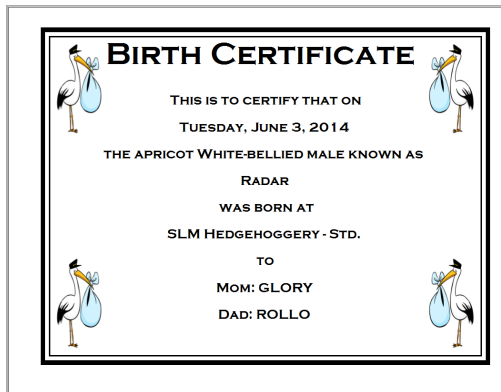 Birth Certificate
This is to certify that on
Tuesday, June 3, 2014
the apricot White-bellied male known as
Radar
was born at
SLM Hedgehoggery - Std.
to
Mom: GLORY
Dad: ROLLO